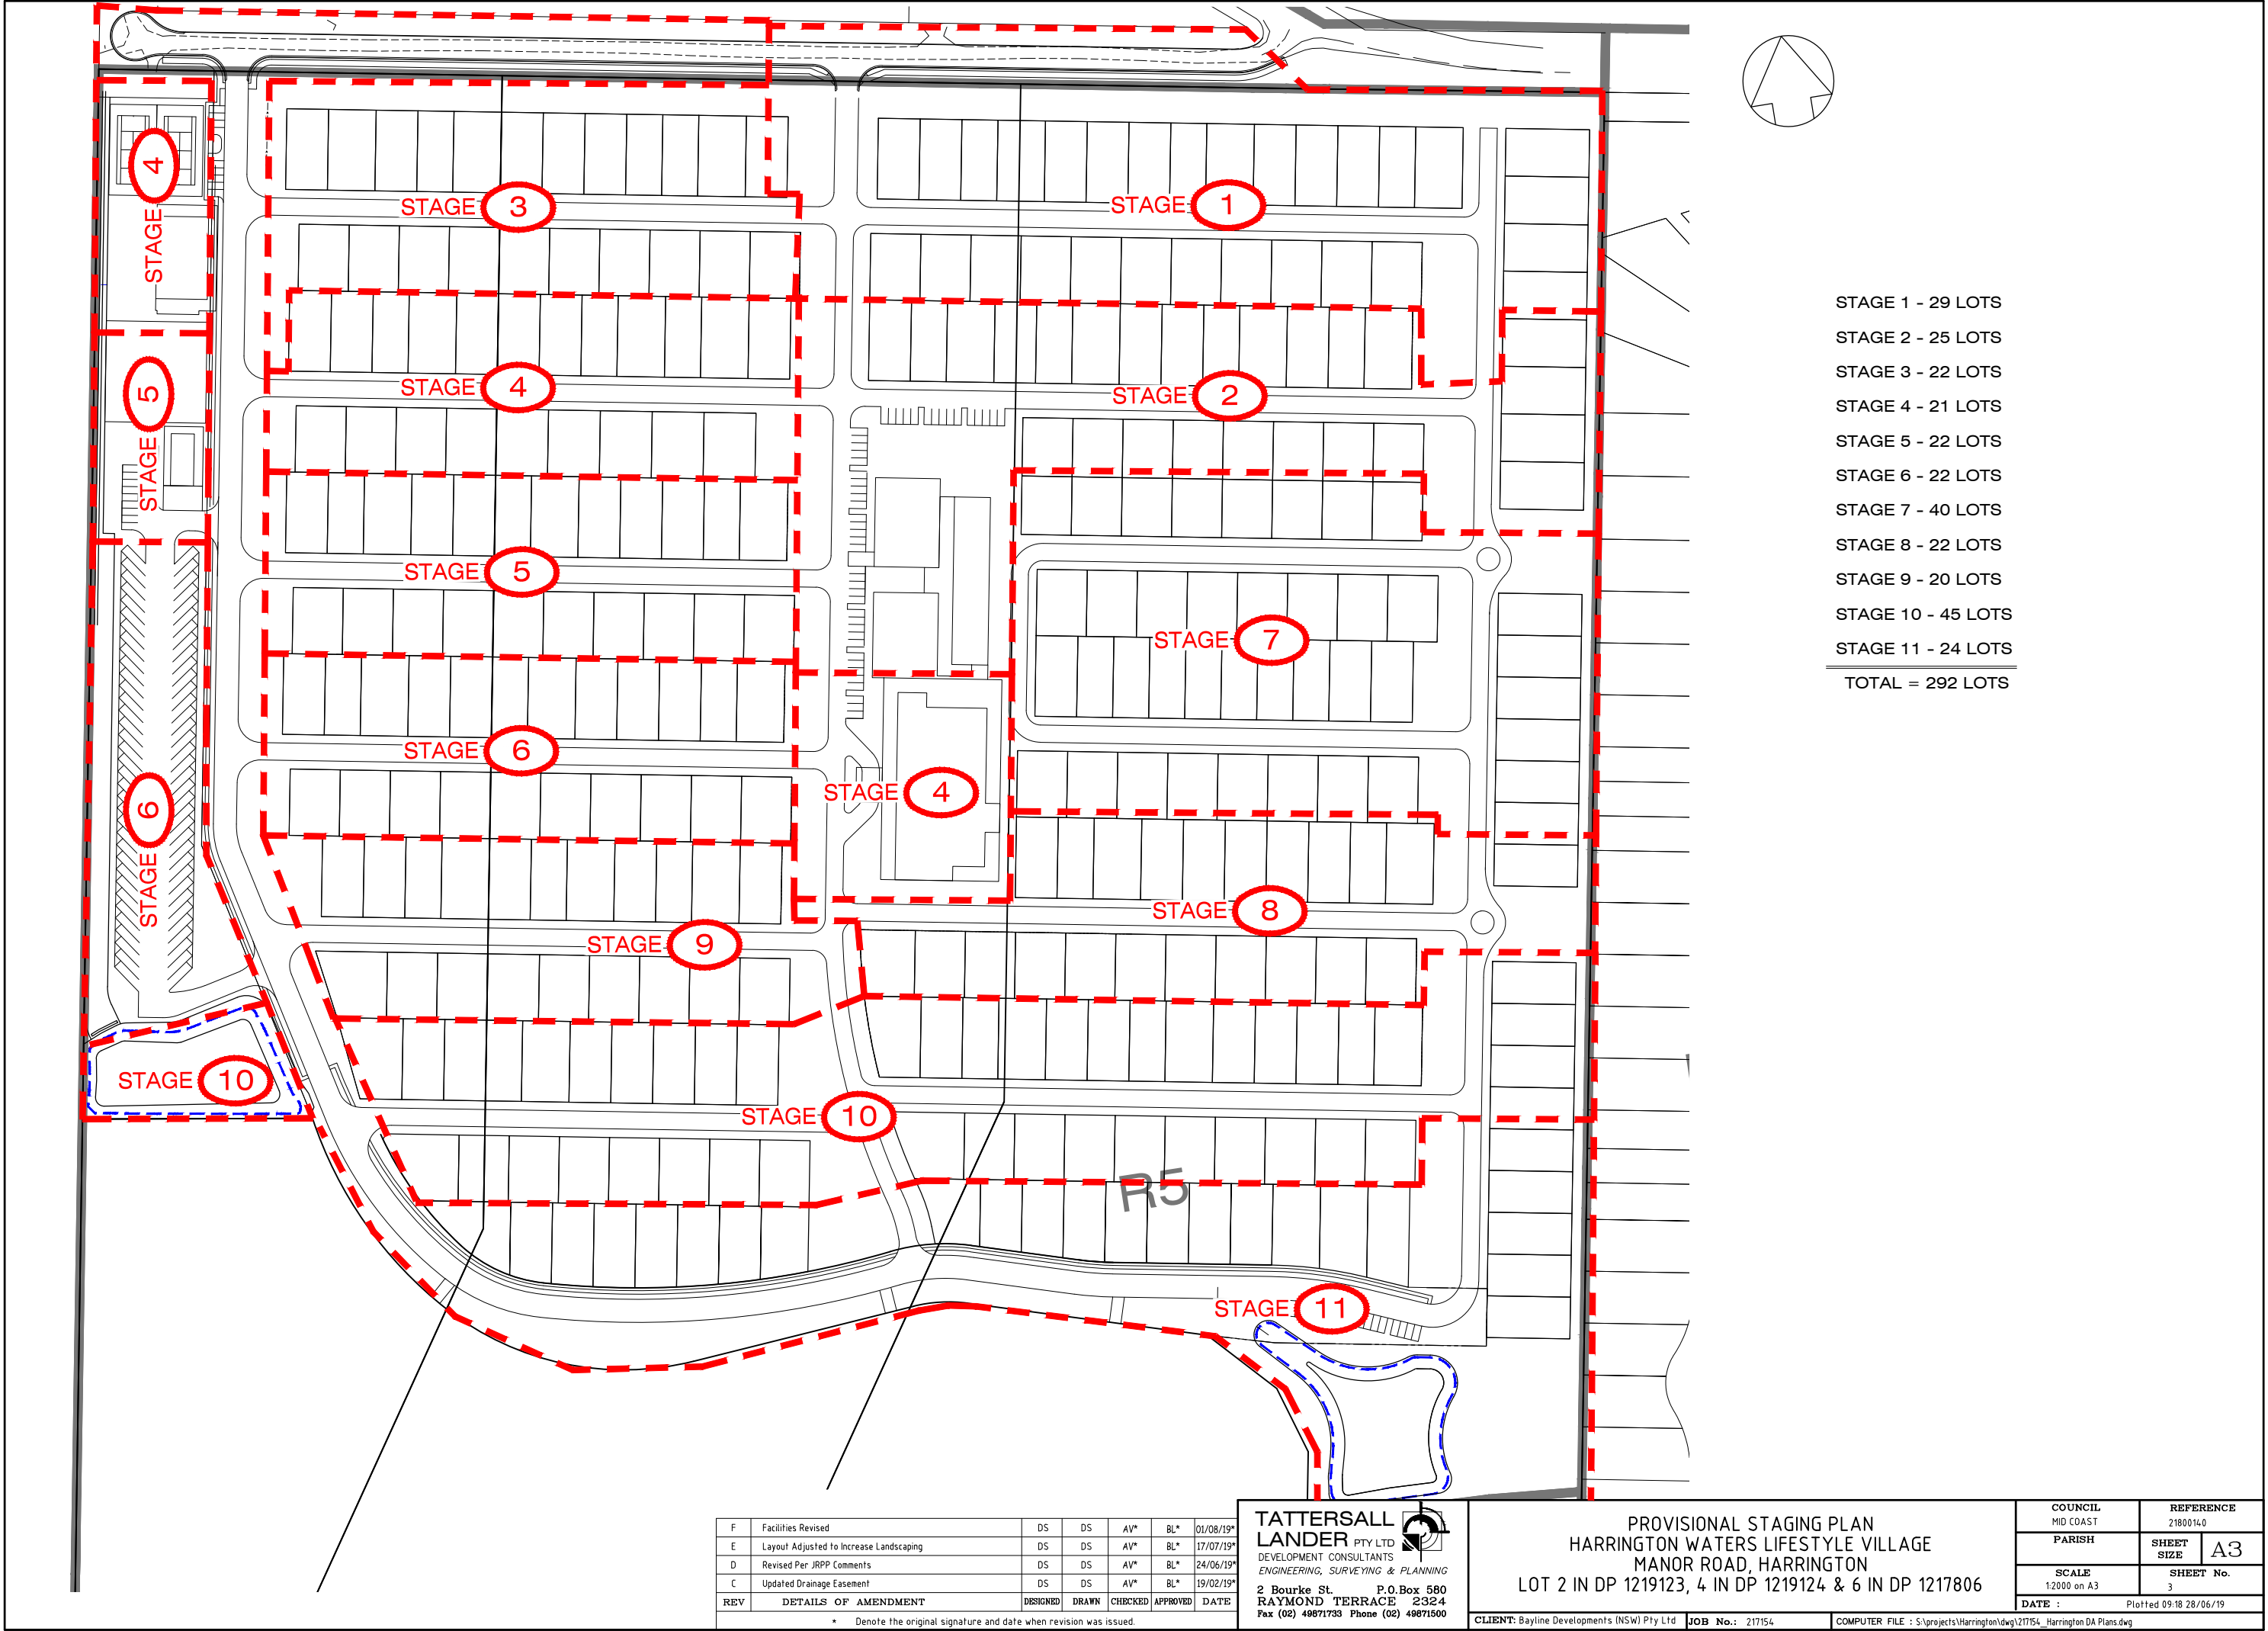 4
STAGE
STAGE 3
STAGE 1
STAGE 4
STAGE 2
5
STAGE
STAGE 5
STAGE 7
STAGE 6
STAGE 4
6
STAGE
STAGE 9
STAGE 8
STAGE 10
STAGE 10
R5
STAGE 11
STAGE 1 - 29 LOTS
STAGE 2 - 25 LOTS
STAGE 3 - 22 LOTS
STAGE 4 - 21 LOTS
STAGE 5 - 22 LOTS
STAGE 6 - 22 LOTS
STAGE 7 - 40 LOTS
STAGE 8 - 22 LOTS
STAGE 9 - 20 LOTS
STAGE 10 - 45 LOTS
STAGE 11 - 24 LOTS
TOTAL = 292 LOTS
F Facilities Revised DS DS AV* BL* 01/08/19*
E Layout Adjusted to Increase Landscaping DS DS AV* BL* 17/07/19*
D Revised Per JRPP Comments DS DS AV* BL* 24/06/19*
C Updated Drainage Easement DS DS AV* BL* 19/02/19*
REV DETAILS OF AMENDMENT DESIGNED DRAWN CHECKED APPROVED DATE
* Denote the original signature and date when revision was issued.
TATTERSALL
LANDER PTY LTD
DEVELOPMENT CONSULTANTS
ENGINEERING, SURVEYING & PLANNING
2 Bourke St. P.O.Box 580
RAYMOND TERRACE 2324
Fax (02) 49871733 Phone (02) 49871500
PROVISIONAL STAGING PLAN
HARRINGTON WATERS LIFESTYLE VILLAGE
MANOR ROAD, HARRINGTON
LOT 2 IN DP 1219123, 4 IN DP 1219124 & 6 IN DP 1217806
CLIENT: Bayline Developments (NSW) Pty Ltd JOB No.: 217154 COMPUTER FILE : S:\projects\Harrington\dwg\217154_Harrington DA Plans.dwg
COUNCIL
MID COAST
REFERENCE
21800140
PARISH
SHEET SIZE A3
SCALE
1:2000 on A3
SHEET No.
3
DATE : Plotted 09:18 28/06/19